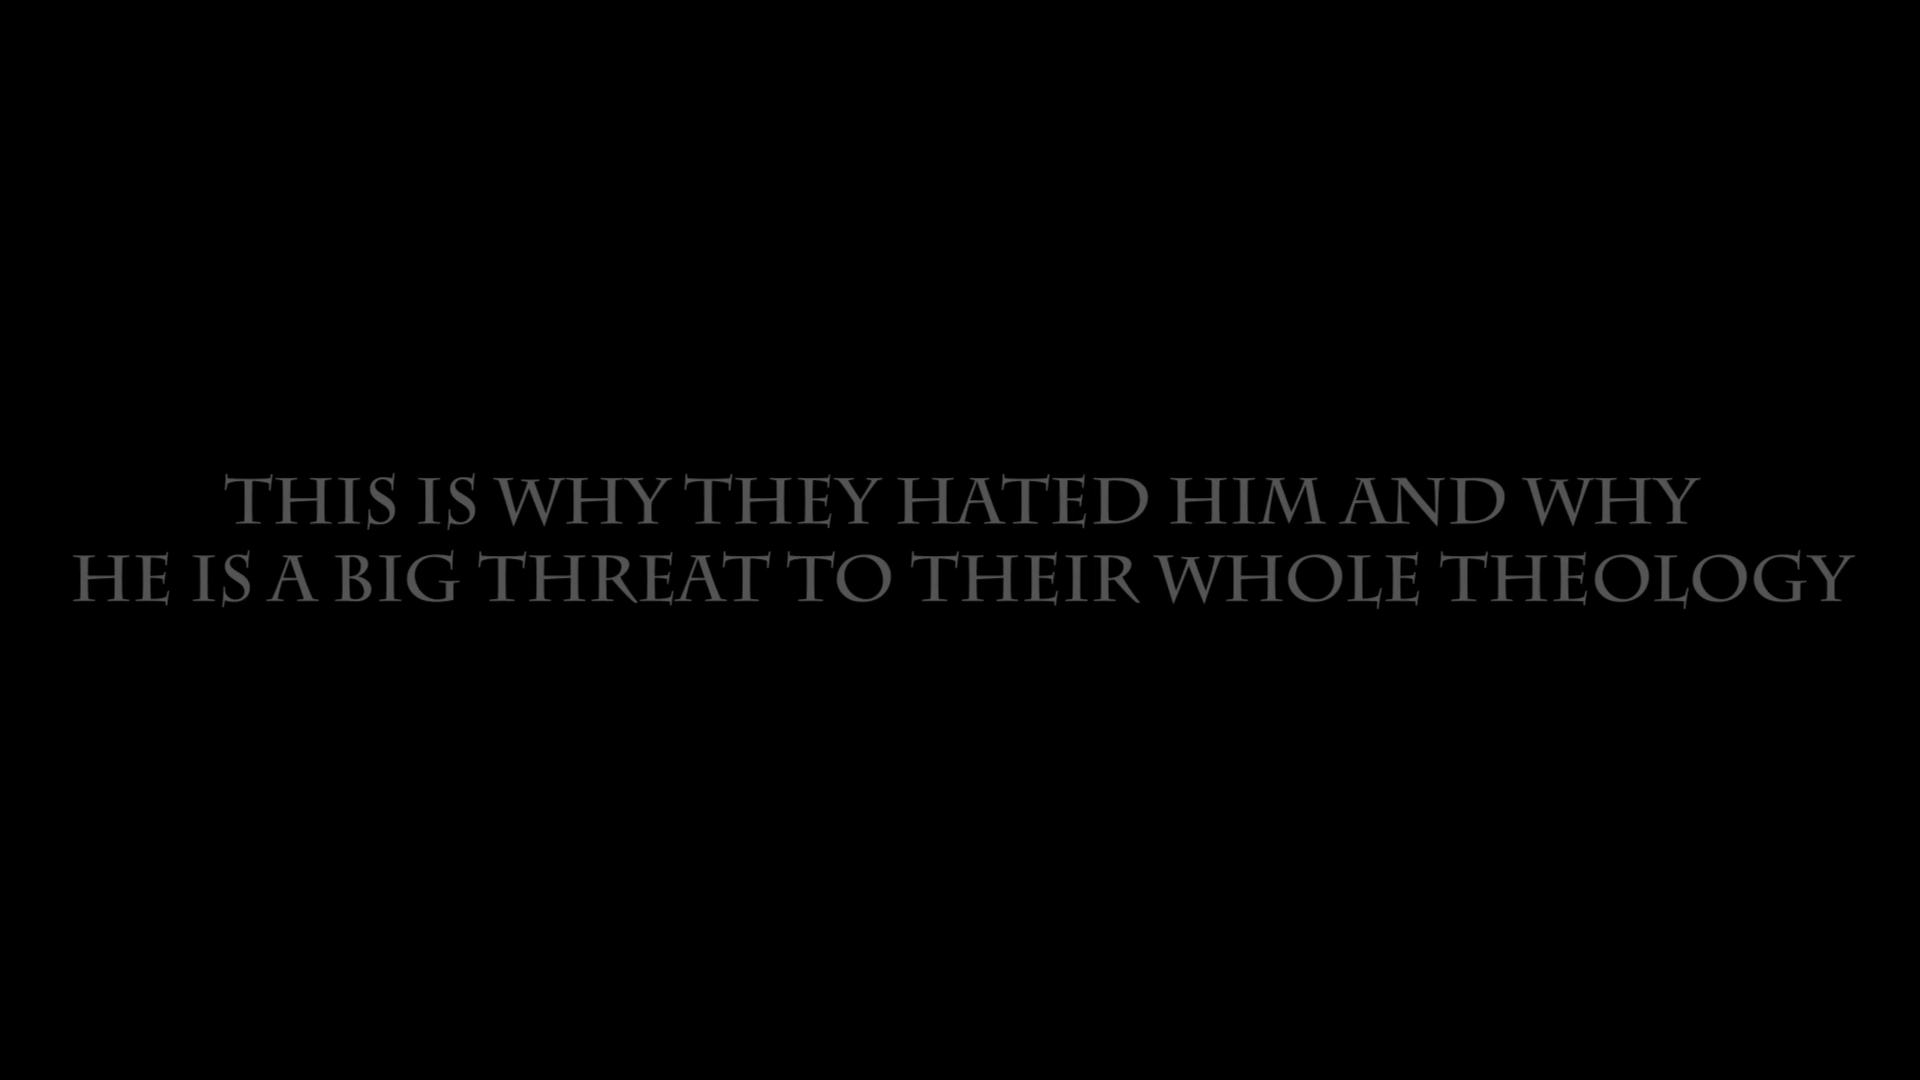 THIS IS WHY THEY HATED HIM AND WHY
HE IS A BIG THREAT TO THEIR WHOLE THEOLOGY